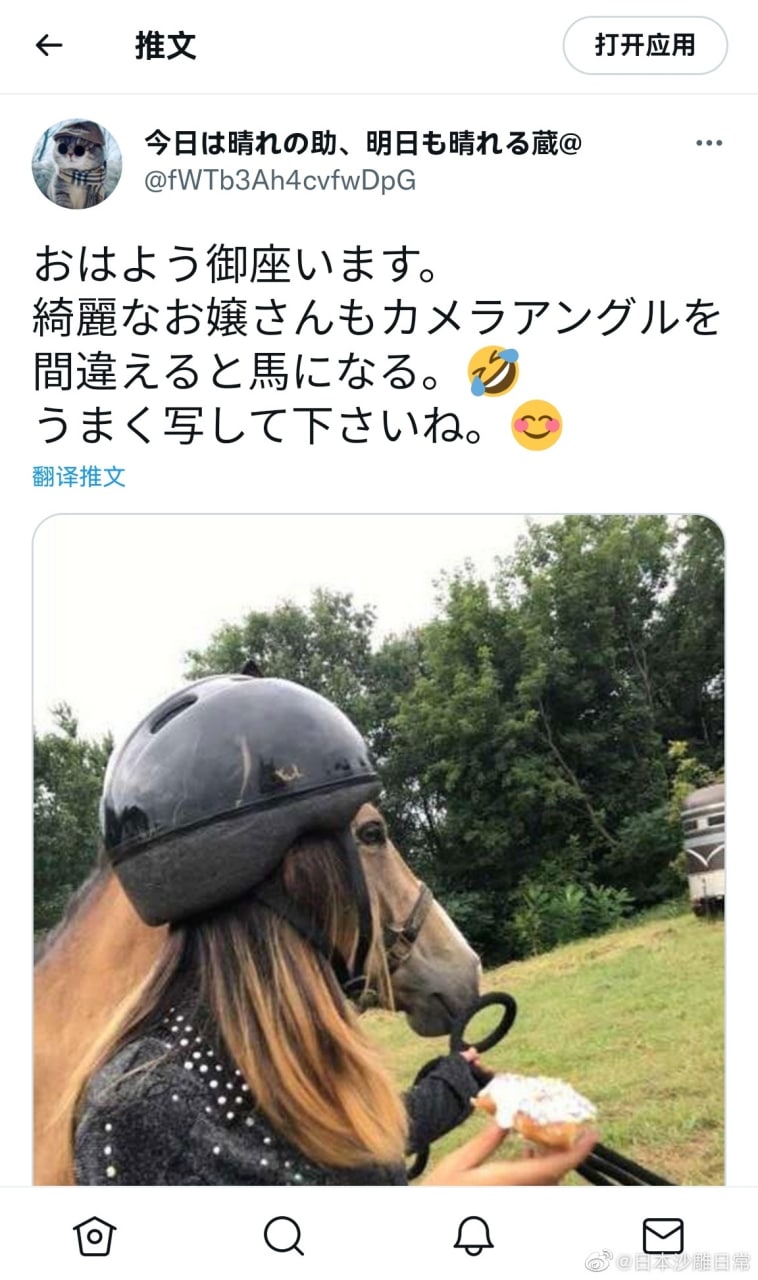 推文
打开应用
今日は晴れの助、明日も晴れる蔵@
@fWTb3Ah4cvfwDpG
おはよう御座います。
綺麗なお嬢さんもカメラアングルを
間違えると馬になる。🤣
うまく写して下さいね。😊
翻译推文
@日本沙雕日常